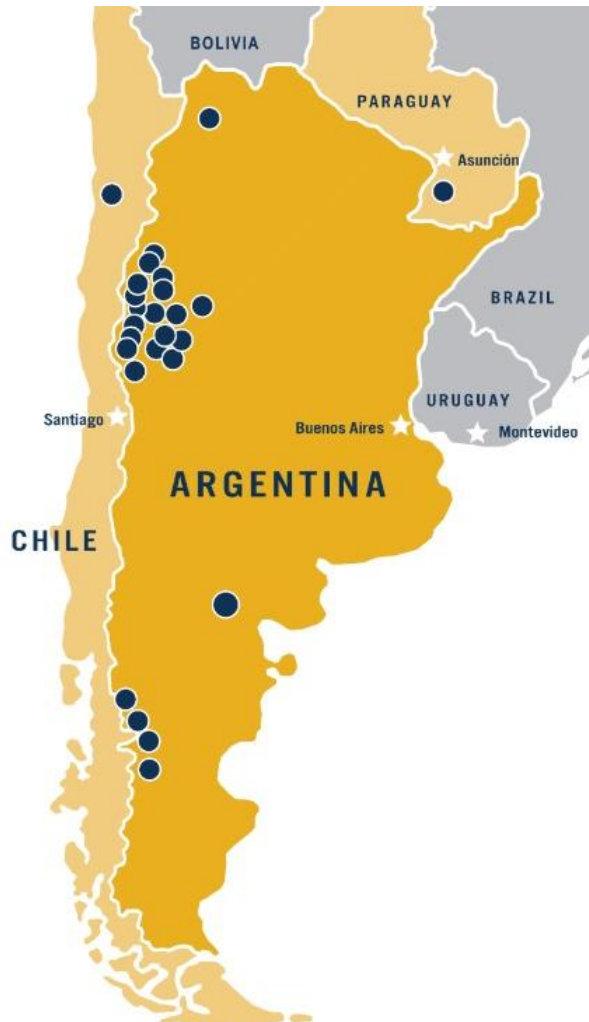 BOLIVIA
PARAGUAY
Asunción
BRAZIL
URUGUAY
Santiago
Buenos Aires
Montevideo
ARGENTINA
CHILE